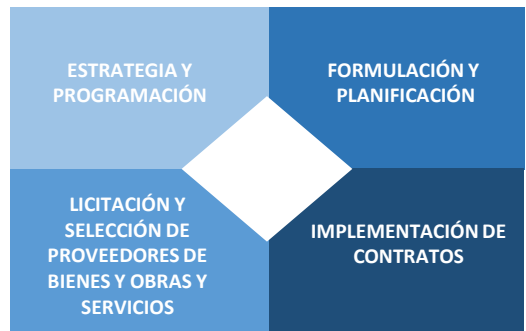 ESTRATEGIA Y
PROGRAMACIÓN
FORMULACIÓN Y
PLANIFICACIÓN
LICITACIÓN Y
SELECCIÓN DE
PROVEEDORES DE
BIENES Y OBRAS Y
SERVICIOS
IMPLEMENTACIÓN DE
CONTRATOS